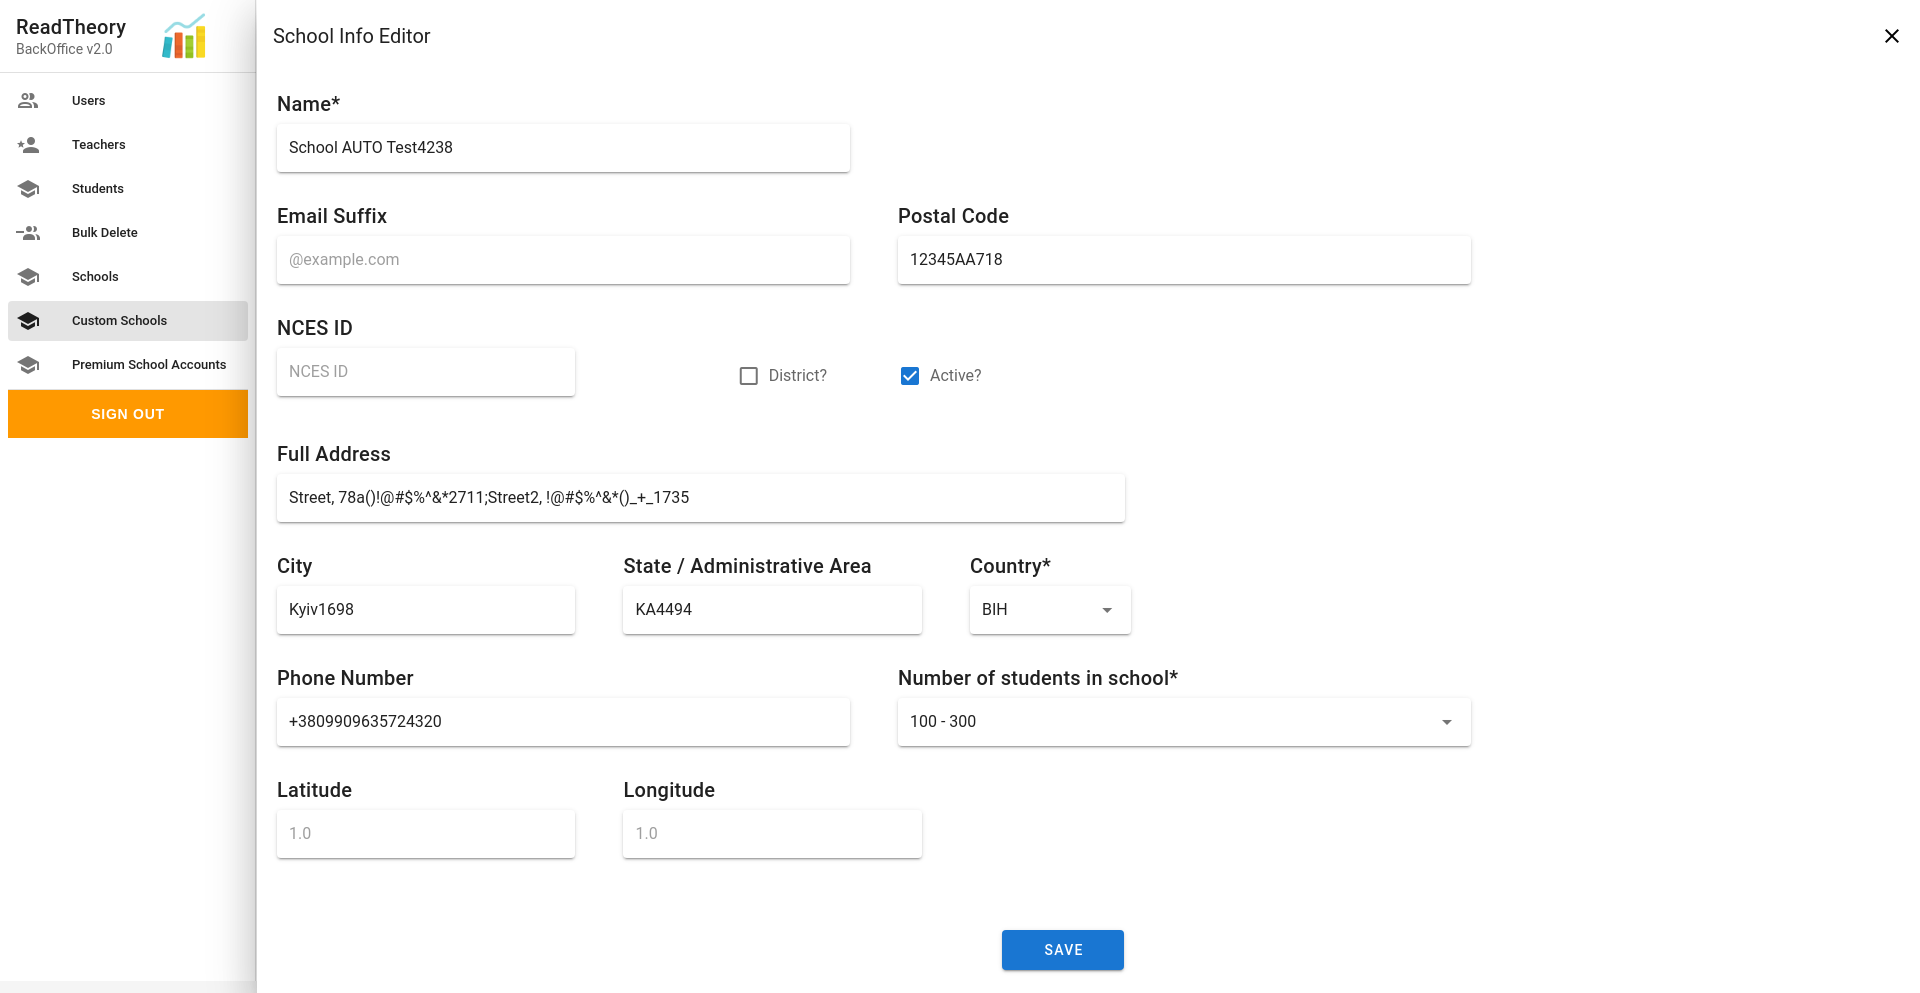 ReadTheory
BackOffice v2.0
Users
Teachers
Students
Bulk Delete
Schools
Custom Schools
Premium School Accounts
SIGN OUT
School Info Editor
Name*
School AUTO Test4238
Email Suffix
Postal Code
@example.com
12345AA718
NCES ID
NCES ID
District?
Active?
Full Address
Street, 78a()!@#$%^&*2711;Street2, !@#$%^&*()_+_1735
City
State / Administrative Area
Country*
Kyiv1698
KA4494
BIH
Phone Number
Number of students in school*
+3809909635724320
100 - 300
Latitude
Longitude
1.0
1.0
SAVE